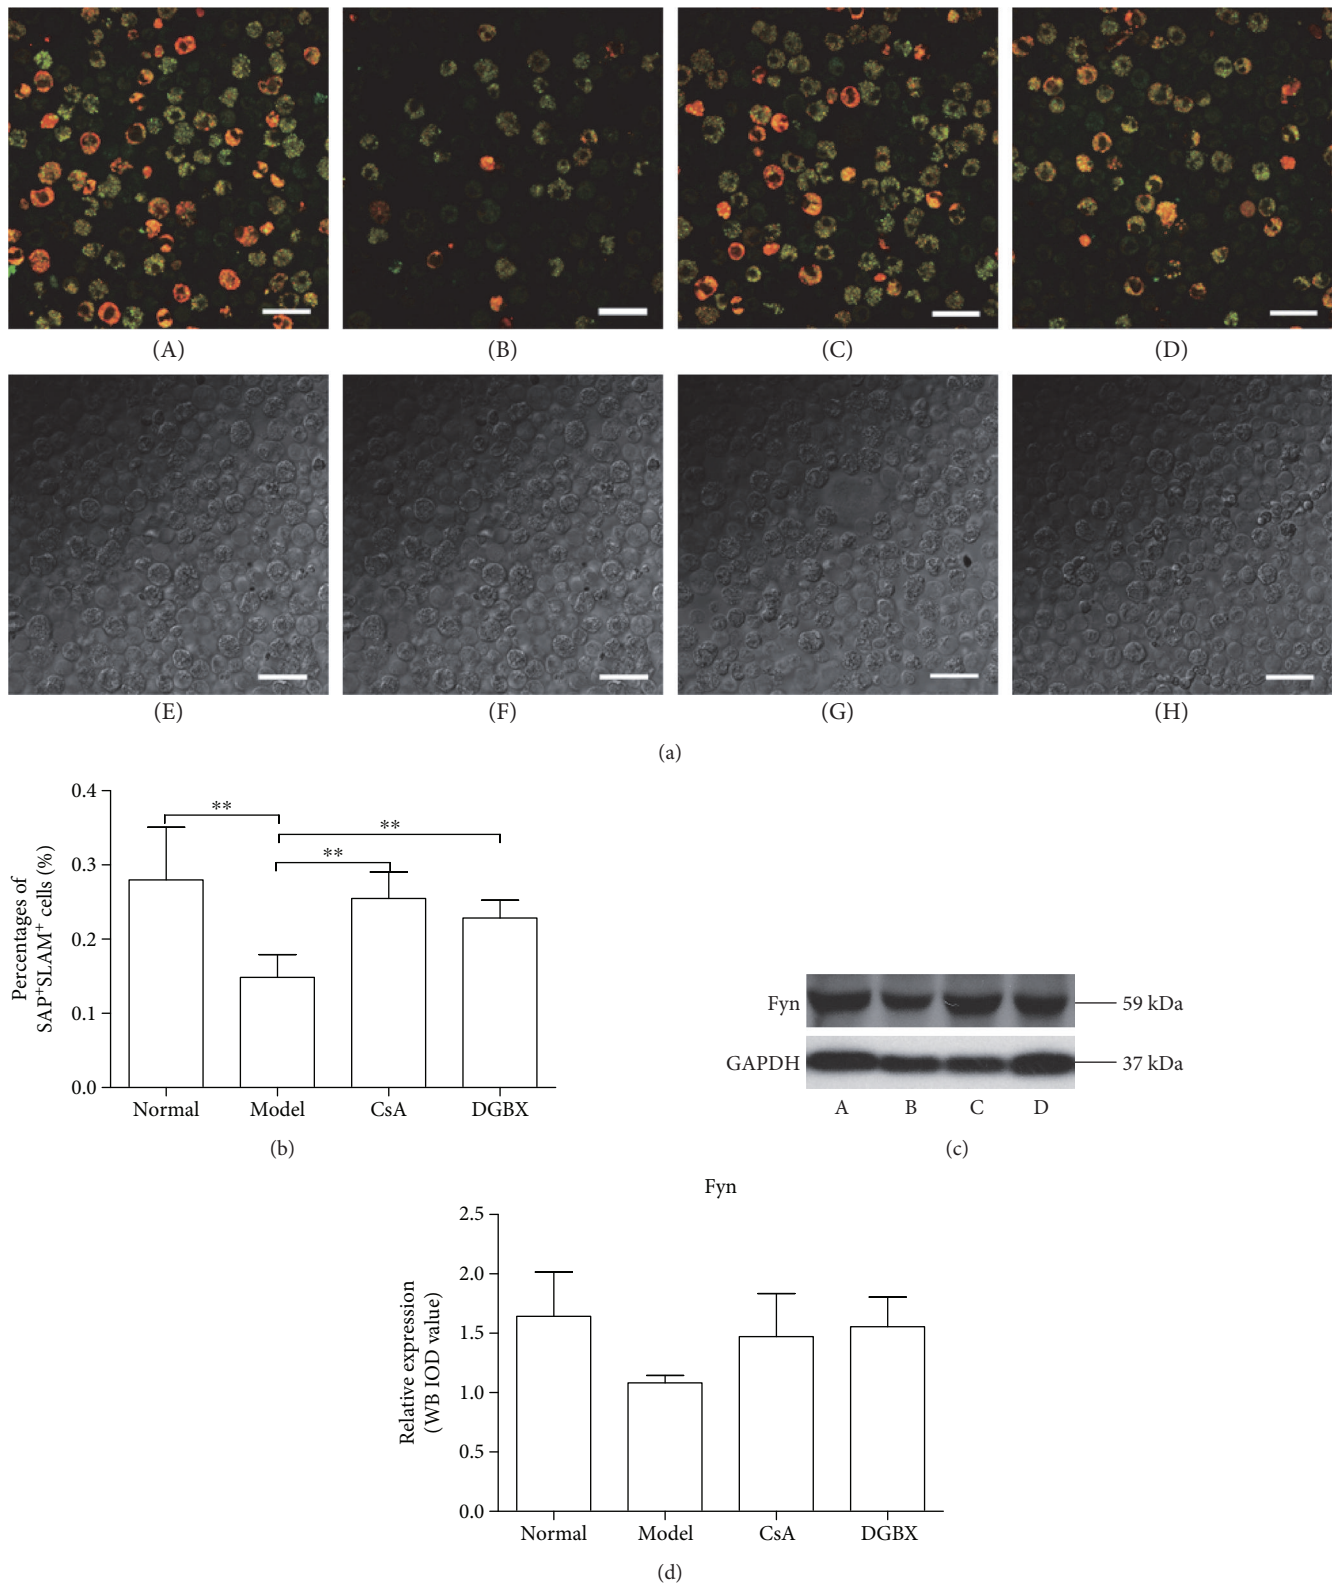 (A) (B) (C) (D)
(E) (F) (G) (H)
(a)
Percentages of
SAP⁺SLAM⁺ cells (%)
0.4
0.3
0.2
0.1
0.0
**
**
**
Normal Model CsA DGBX
(b)
Fyn 59 kDa
GAPDH 37 kDa
A B C D
(c)
Fyn
Relative expression
(WB IOD value)
2.5
2.0
1.5
1.0
0.5
0.0
Normal Model CsA DGBX
(d)